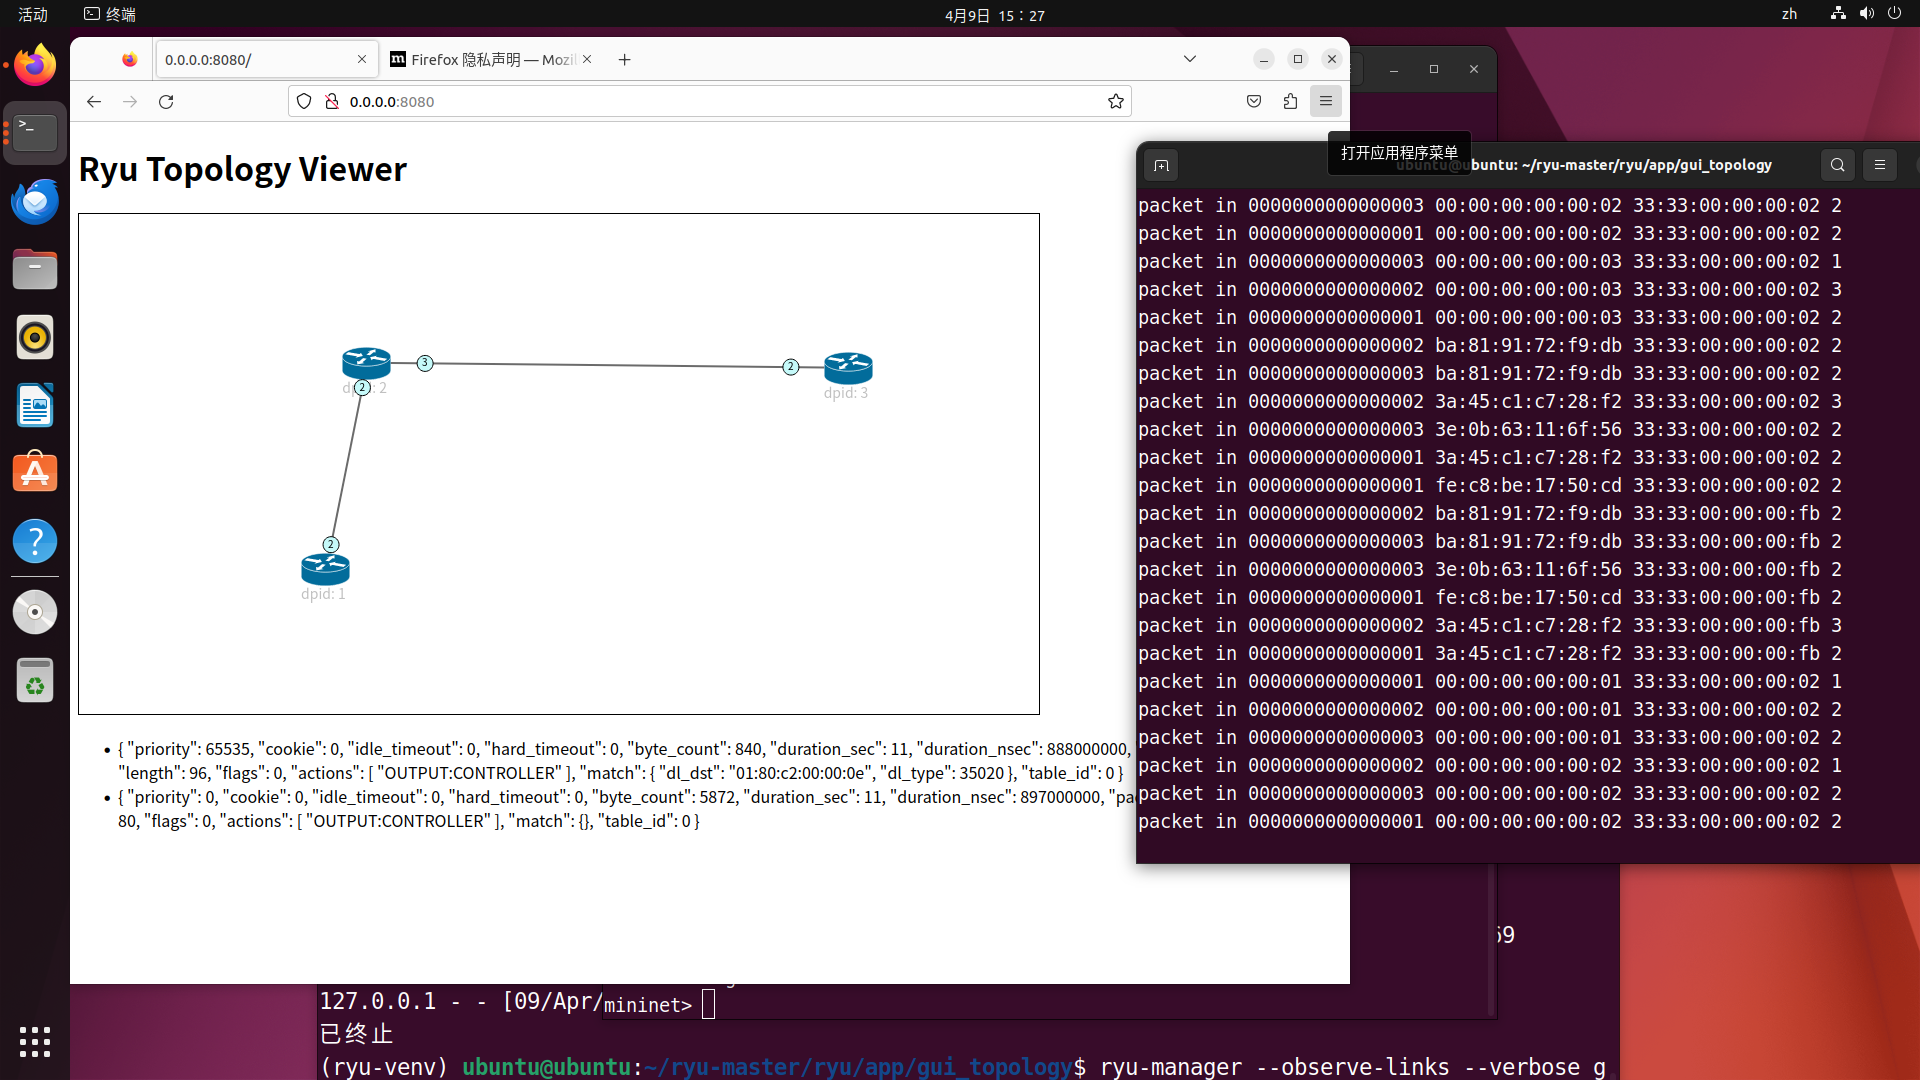 活动 终端 4月9日 15:27 zh
0.0.0.0:8080/ Firefox 隐私声明 — Mozil
0.0.0.0:8080
打开应用程序菜单
ubuntu@ubuntu: ~/ryu-master/ryu/app/gui_topology
Ryu Topology Viewer
3
2
dpid: 2
2
dpid: 3
2
dpid: 1
{ "priority": 65535, "cookie": 0, "idle_timeout": 0, "hard_timeout": 0, "byte_count": 840, "duration_sec": 11, "duration_nsec": 888000000,
"length": 96, "flags": 0, "actions": [ "OUTPUT:CONTROLLER" ], "match": { "dl_dst": "01:80:c2:00:00:0e", "dl_type": 35020 }, "table_id": 0 }
{ "priority": 0, "cookie": 0, "idle_timeout": 0, "hard_timeout": 0, "byte_count": 5872, "duration_sec": 11, "duration_nsec": 897000000, "pa
80, "flags": 0, "actions": [ "OUTPUT:CONTROLLER" ], "match": {}, "table_id": 0 }
packet in 0000000000000003 00:00:00:00:00:02 33:33:00:00:00:02 2
packet in 0000000000000001 00:00:00:00:00:02 33:33:00:00:00:02 2
packet in 0000000000000003 00:00:00:00:00:03 33:33:00:00:00:02 1
packet in 0000000000000002 00:00:00:00:00:03 33:33:00:00:00:02 3
packet in 0000000000000001 00:00:00:00:00:03 33:33:00:00:00:02 2
packet in 0000000000000002 ba:81:91:72:f9:db 33:33:00:00:00:02 2
packet in 0000000000000003 ba:81:91:72:f9:db 33:33:00:00:00:02 2
packet in 0000000000000002 3a:45:c1:c7:28:f2 33:33:00:00:00:02 3
packet in 0000000000000003 3e:0b:63:11:6f:56 33:33:00:00:00:02 2
packet in 0000000000000001 3a:45:c1:c7:28:f2 33:33:00:00:00:02 2
packet in 0000000000000001 fe:c8:be:17:50:cd 33:33:00:00:00:02 2
packet in 0000000000000002 ba:81:91:72:f9:db 33:33:00:00:00:fb 2
packet in 0000000000000003 ba:81:91:72:f9:db 33:33:00:00:00:fb 2
packet in 0000000000000003 3e:0b:63:11:6f:56 33:33:00:00:00:fb 2
packet in 0000000000000001 fe:c8:be:17:50:cd 33:33:00:00:00:fb 2
packet in 0000000000000002 3a:45:c1:c7:28:f2 33:33:00:00:00:fb 3
packet in 0000000000000001 3a:45:c1:c7:28:f2 33:33:00:00:00:fb 2
packet in 0000000000000001 00:00:00:00:00:01 33:33:00:00:00:02 1
packet in 0000000000000002 00:00:00:00:00:01 33:33:00:00:00:02 2
packet in 0000000000000003 00:00:00:00:00:01 33:33:00:00:00:02 2
packet in 0000000000000002 00:00:00:00:00:02 33:33:00:00:00:02 1
packet in 0000000000000003 00:00:00:00:00:02 33:33:00:00:00:02 2
packet in 0000000000000001 00:00:00:00:00:02 33:33:00:00:00:02 2
69
127.0.0.1 - - [09/Apr/
mininet>
已终止
(ryu-venv) ubuntu@ubuntu:~/ryu-master/ryu/app/gui_topology$ ryu-manager --observe-links --verbose g